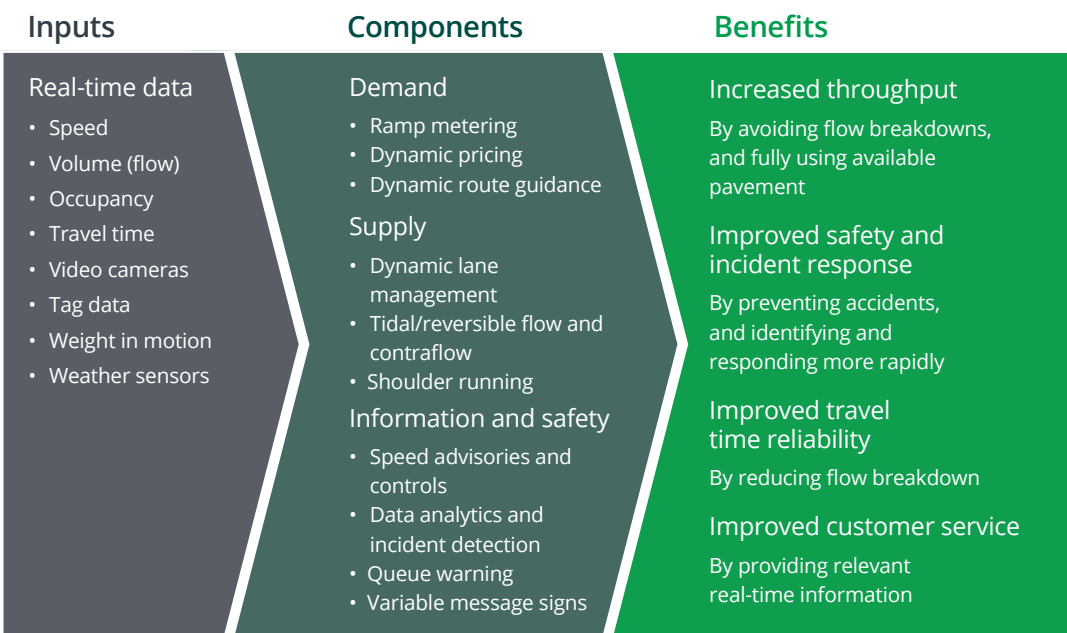 Inputs
Real-time data
• Speed
• Volume (flow)
• Occupancy
• Travel time
• Video cameras
• Tag data
• Weight in motion
• Weather sensors
Components
Demand
• Ramp metering
• Dynamic pricing
• Dynamic route guidance
Supply
• Dynamic lane
management
• Tidal/reversible flow and
contraflow
• Shoulder running
Information and safety
• Speed advisories and
controls
• Data analytics and
incident detection
• Queue warning
• Variable message signs
Benefits
Increased throughput
By avoiding flow breakdowns,
and fully using available
pavement
Improved safety and
incident response
By preventing accidents,
and identifying and
responding more rapidly
Improved travel
time reliability
By reducing flow breakdown
Improved customer service
By providing relevant
real-time information